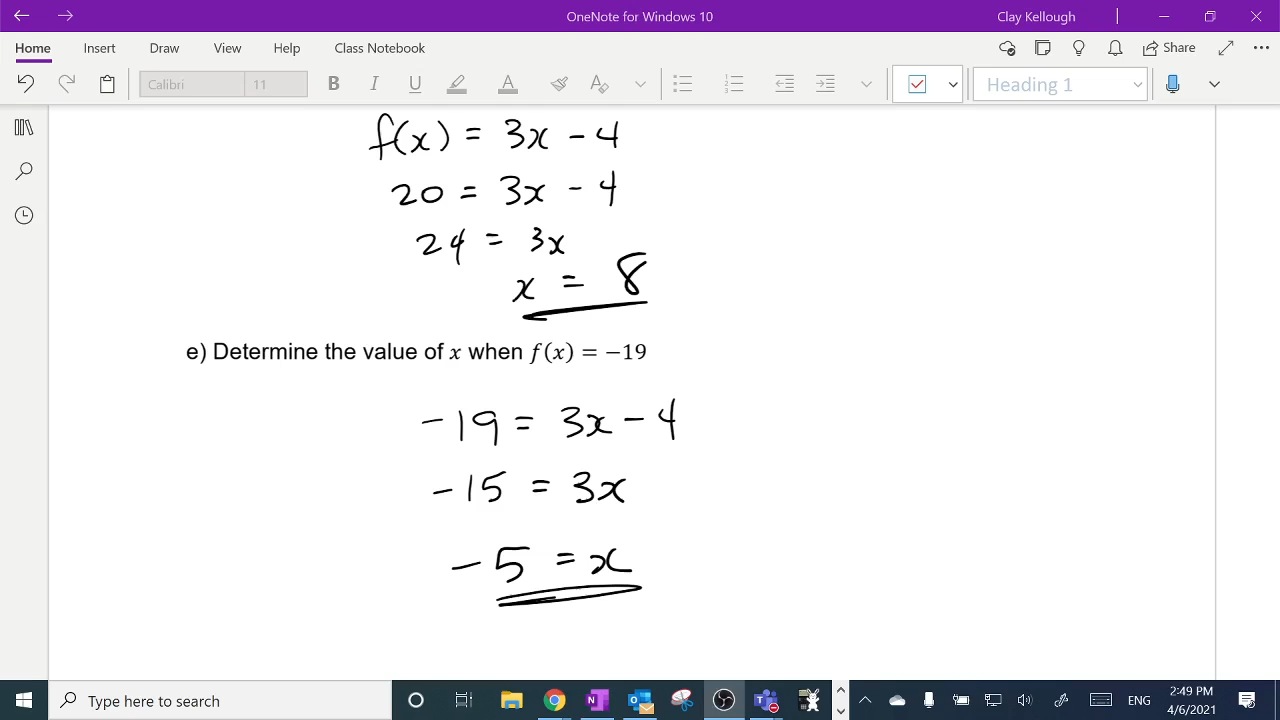 OneNote for Windows 10
Clay Kellough
Home Insert Draw View Help Class Notebook
Share
Calibri 11 B I U A Heading 1
f(x) = 3x - 4
20 = 3x - 4
24 = 3x
x = 8
e) Determine the value of x when f(x) = −19
-19 = 3x - 4
-15 = 3x
-5 = x
Type here to search
ENG
2:49 PM
4/6/2021